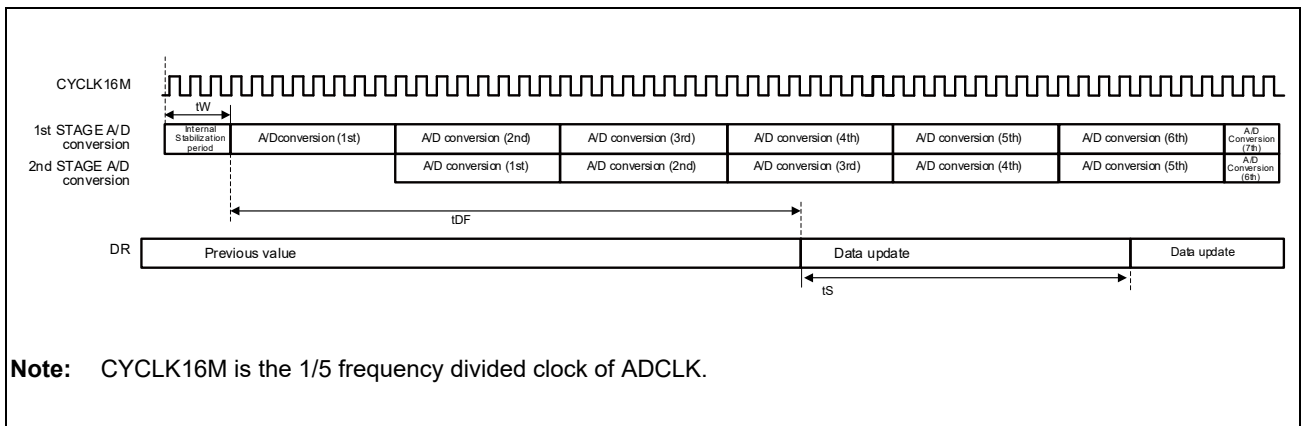 CYCLK16M
tW
1st STAGE A/D
conversion
Internal
Stabilization
period
A/Dconversion (1st)
A/D conversion (2nd)
A/D conversion (3rd)
A/D conversion (4th)
A/D conversion (5th)
A/D conversion (6th)
A/D
Conversion
(7th)
2nd STAGE A/D
conversion
A/D conversion (1st)
A/D conversion (2nd)
A/D conversion (3rd)
A/D conversion (4th)
A/D conversion (5th)
A/D
Conversion
(6th)
tDF
DR
Previous value
Data update
Data update
tS
Note: CYCLK16M is the 1/5 frequency divided clock of ADCLK.